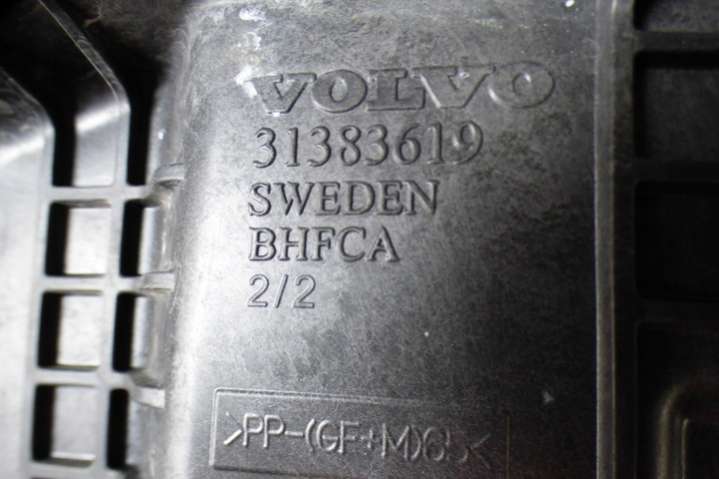 VOLVO
31383619
SWEDEN
BHFCA
2/2
>PP-(GF+M)65<